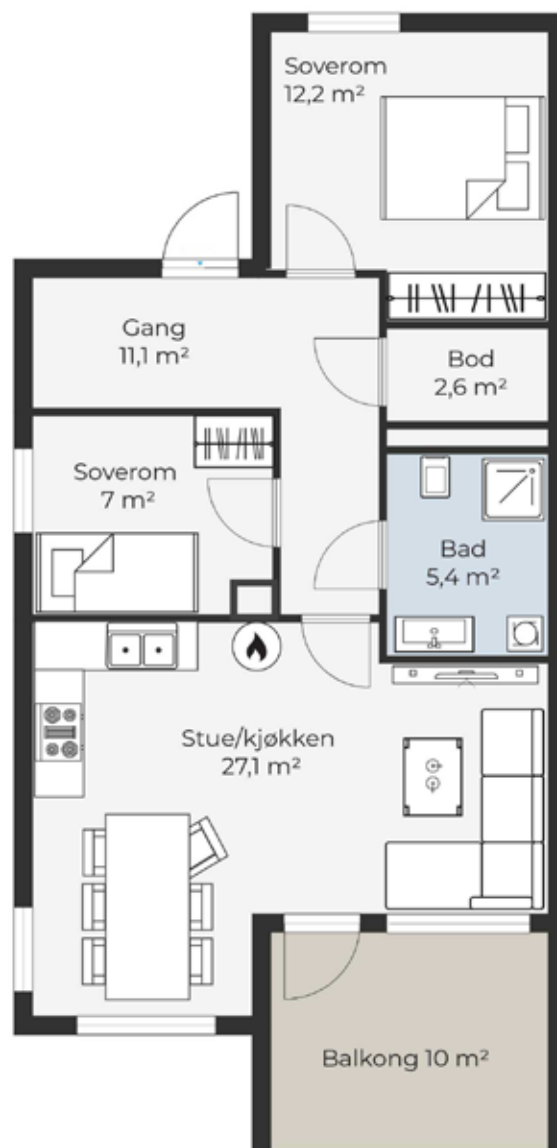 Soverom
12,2 m²
Gang
11,1 m²
Bod
2,6 m²
Soverom
7 m²
Bad
5,4 m²
Stue/kjøkken
27,1 m²
Balkong 10 m²